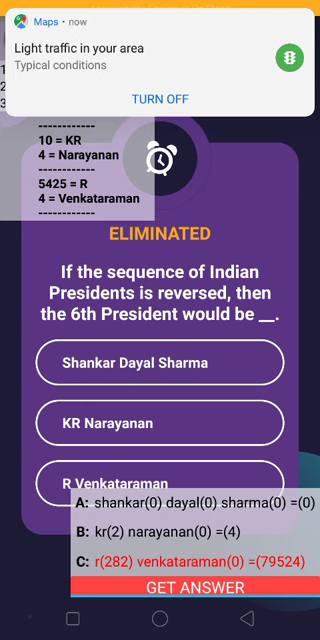 Maps • now
Light traffic in your area
Typical conditions
TURN OFF
1
2
3
------------
10 = KR
4 = Narayanan
------------
5425 = R
4 = Venkataraman
------------
ELIMINATED
If the sequence of Indian
Presidents is reversed, then
the 6th President would be __.
Shankar Dayal Sharma
KR Narayanan
R Venkataraman
A: shankar(0) dayal(0) sharma(0) =(0)
B: kr(2) narayanan(0) =(4)
C: r(282) venkataraman(0) =(79524)
GET ANSWER